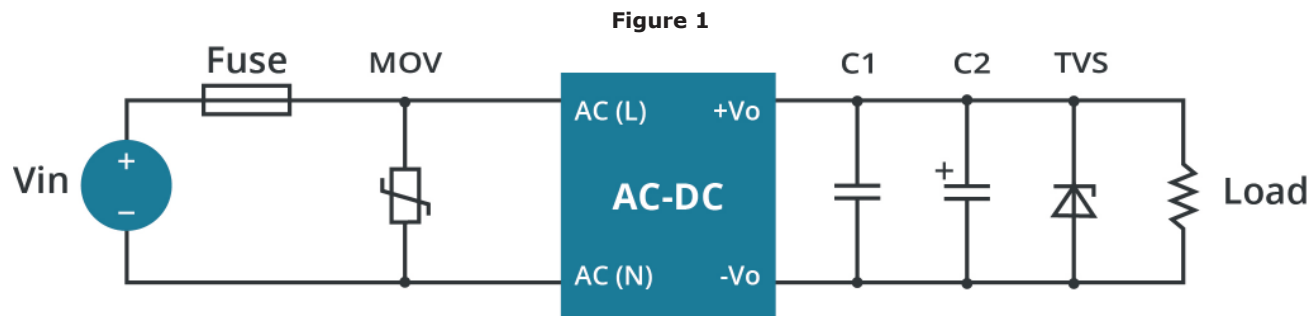 Figure 1
Fuse
MOV
C1
C2
TVS
AC (L)
+Vo
+
Vin
−
AC-DC
+
Load
AC (N)
-Vo